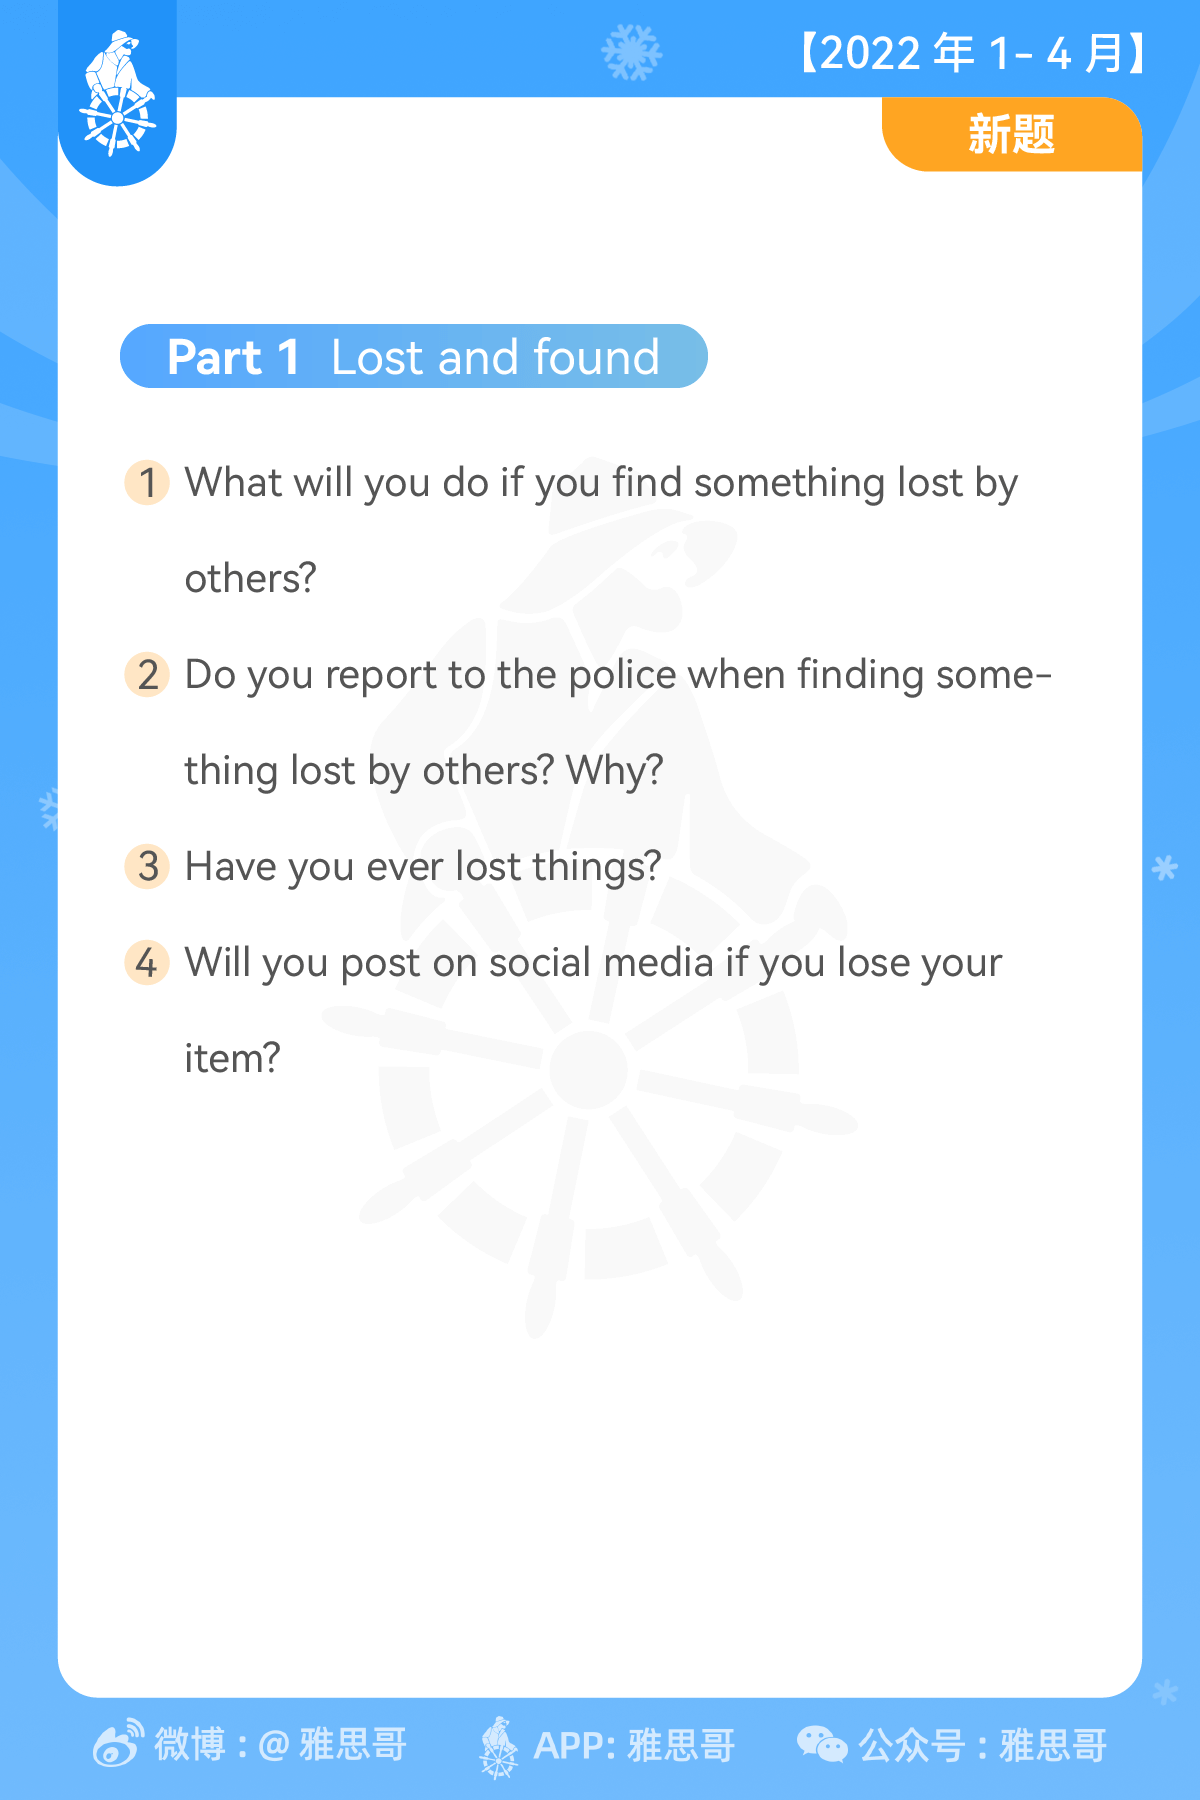 【2022 年 1- 4 月】
新题
Part 1 Lost and found
1 What will you do if you find something lost by
others?
2 Do you report to the police when finding some-
thing lost by others? Why?
3 Have you ever lost things?
4 Will you post on social media if you lose your
item?
微博：@ 雅思哥 APP: 雅思哥 公众号：雅思哥